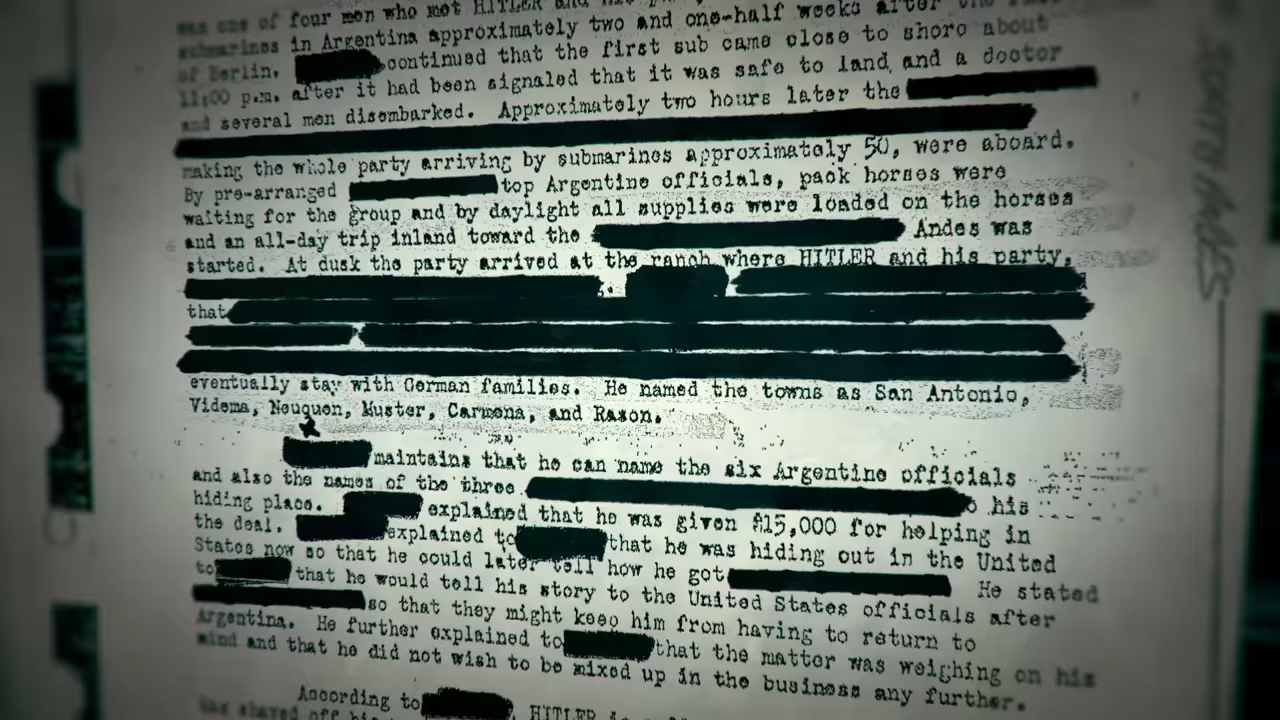 was one of four men who met HITLER and his
submarines in Argentina approximately two and one-half weeks after the
of Berlin. continued that the first sub came close to shore about
11:00 p.m. after it had been signaled that it was safe to land and a doctor
and several men disembarked. Approximately two hours later the
making the whole party arriving by submarines approximately 50, were aboard.
By pre-arranged top Argentine officials, pack horses were
waiting for the group and by daylight all supplies were loaded on the horses
and an all-day trip inland toward the Andes was
started. At dusk the party arrived at the ranch where HITLER and his party,
that
eventually stay with German families. He named the towns as San Antonio,
Videma, Neuquen, Muster, Carmena, and Rason.
maintains that he can name the six Argentine officials
and also the names of the three his
hiding place. explained that he was given $15,000 for helping in
the deal. explained to that he was hiding out in the United
States now so that he could later tell how he got
to that he would tell his story to the United States officials after
He stated
so that they might keep him from having to return to
Argentina. He further explained to that the matter was weighing on his
mind and that he did not wish to be mixed up in the business any further.
According to HITLER
shaved off his